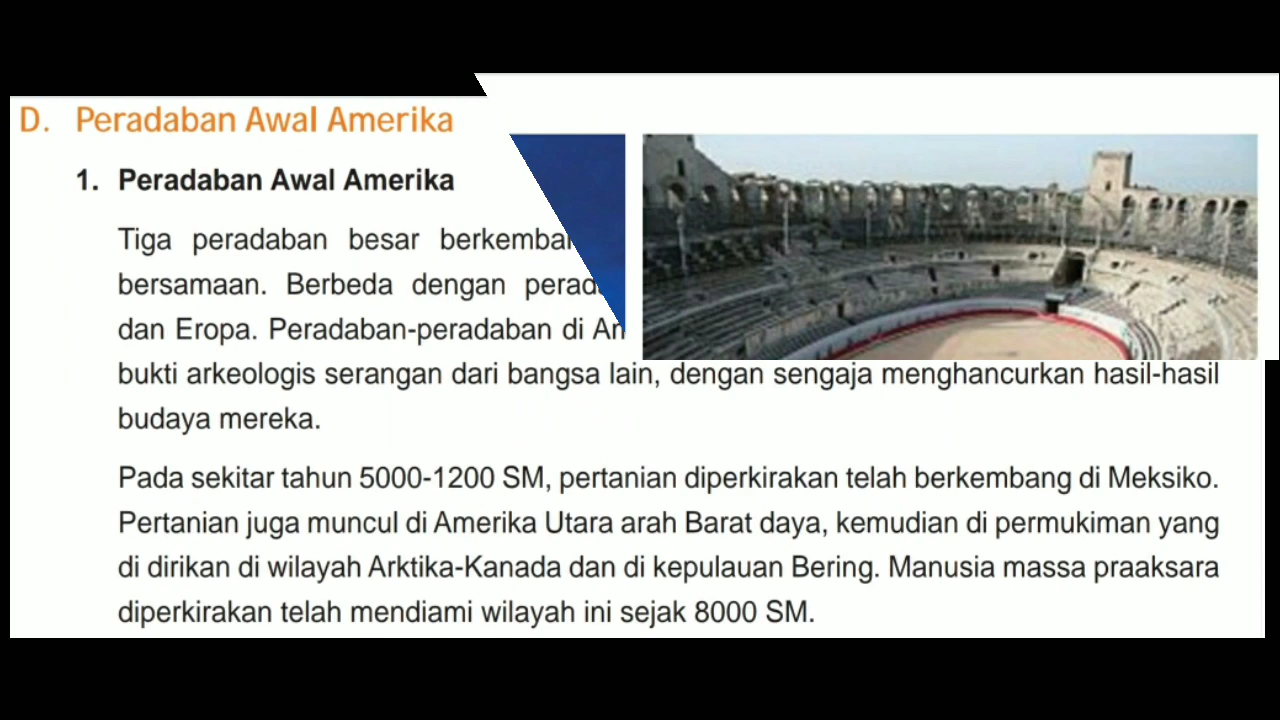 D. Peradaban Awal Amerika
1. Peradaban Awal Amerika
Tiga peradaban besar
bersamaan. Berbeda dengan
dan Eropa. Peradaban-peradaban di
bukti arkeologis serangan dari bangsa lain, dengan sengaja menghancurkan hasil-hasil
budaya mereka.
Pada sekitar tahun 5000-1200 SM, pertanian diperkirakan telah berkembang di Meksiko.
Pertanian juga muncul di Amerika Utara arah Barat daya, kemudian di permukiman yang
di dirikan di wilayah Arktika-Kanada dan di kepulauan Bering. Manusia massa praaksara
diperkirakan telah mendiami wilayah ini sejak 8000 SM.